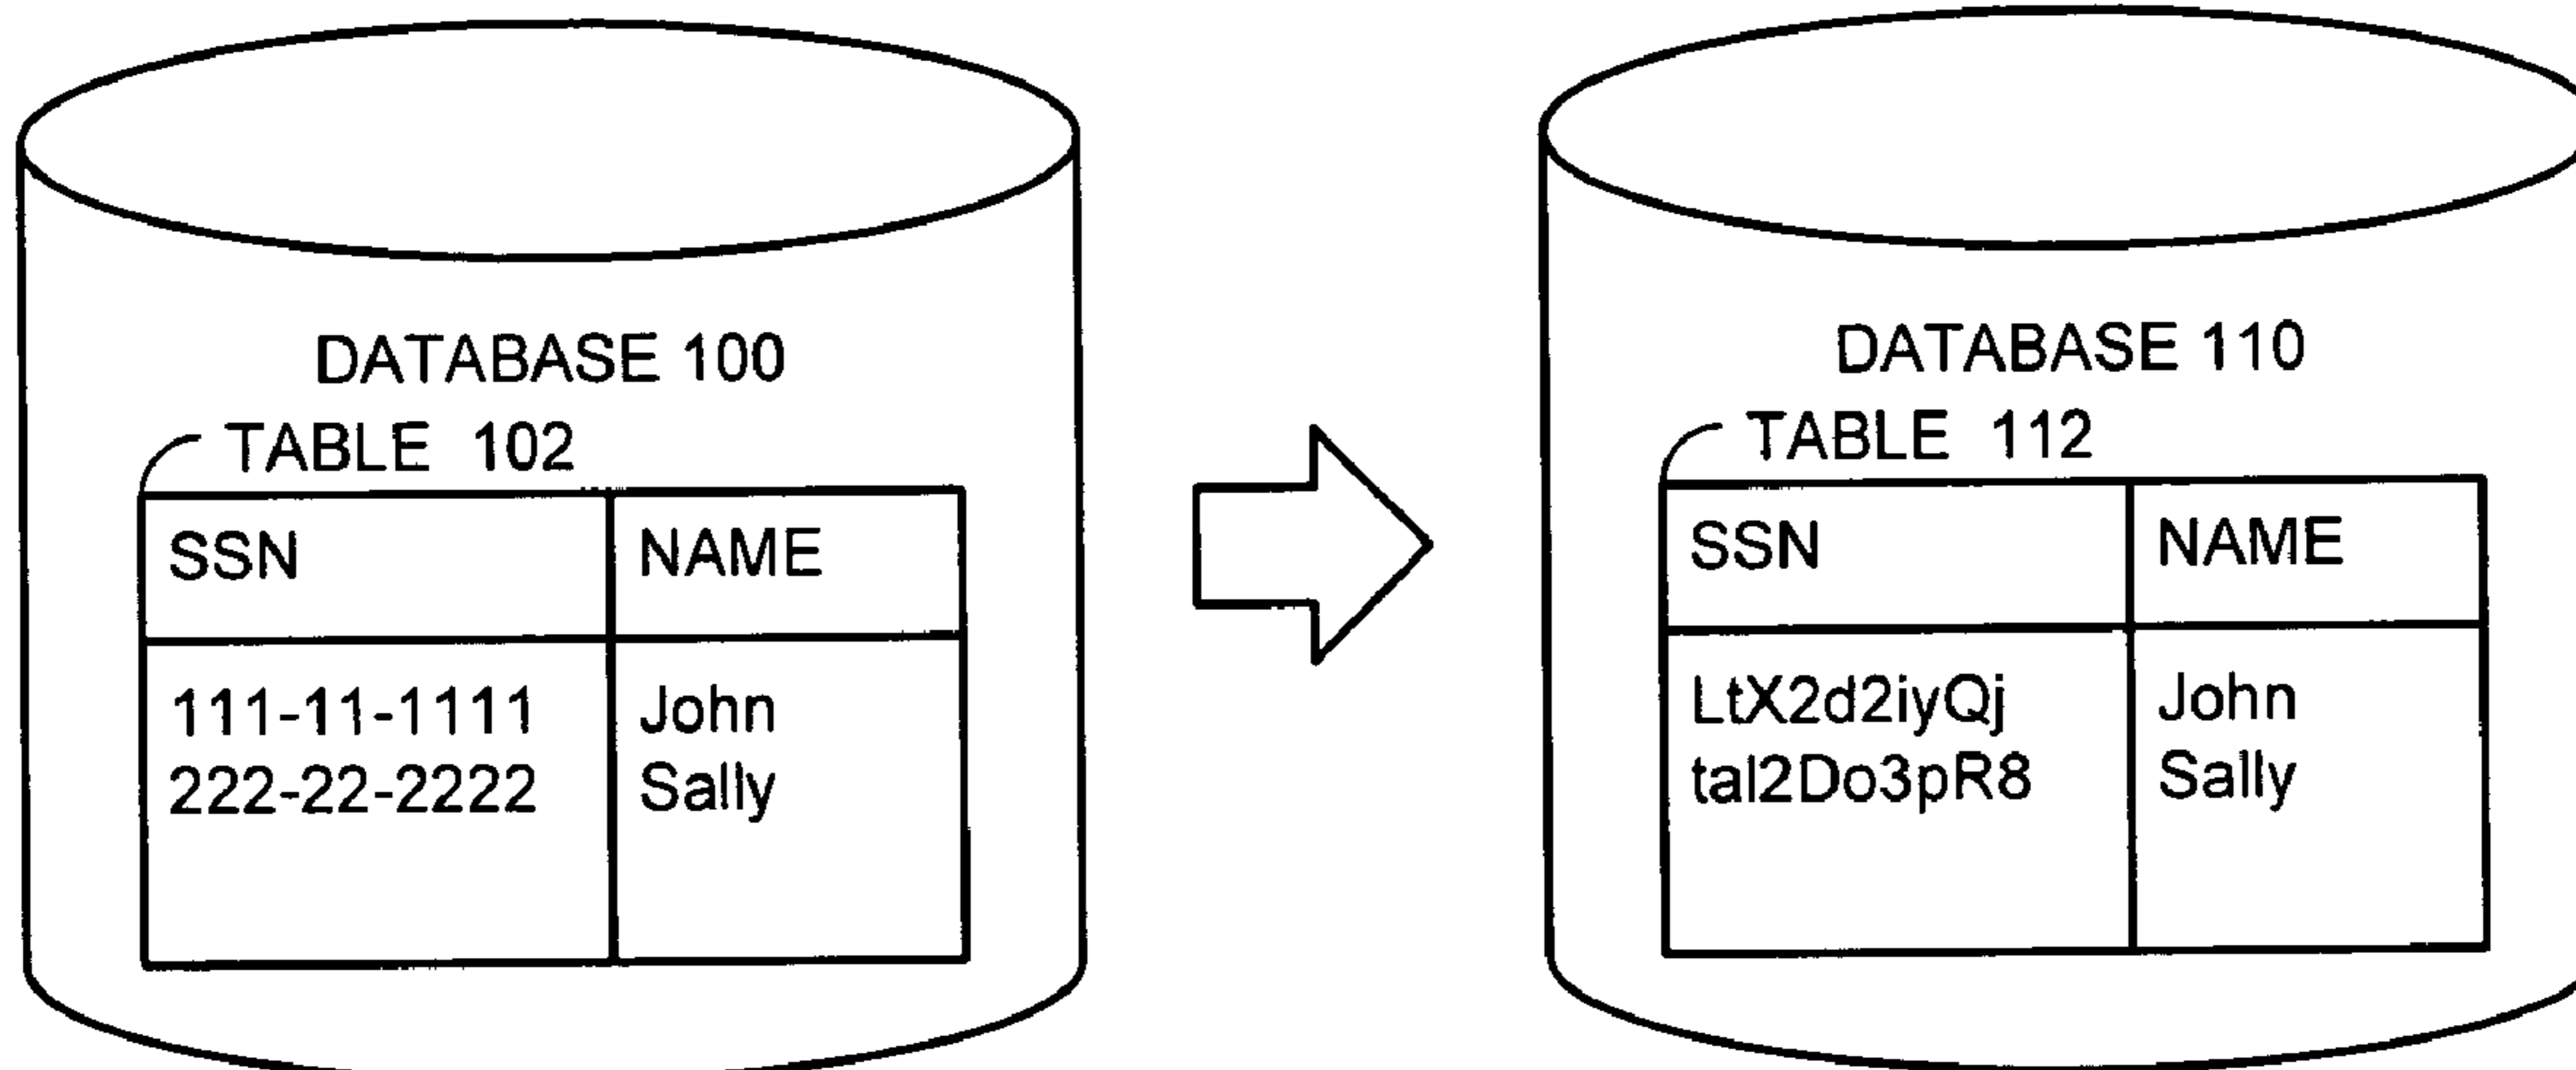 DATABASE 100
TABLE 102
SSN NAME
111-11-1111 John
222-22-2222 Sally
DATABASE 110
TABLE 112
SSN NAME
LtX2d2iyQj John
tal2Do3pR8 Sally